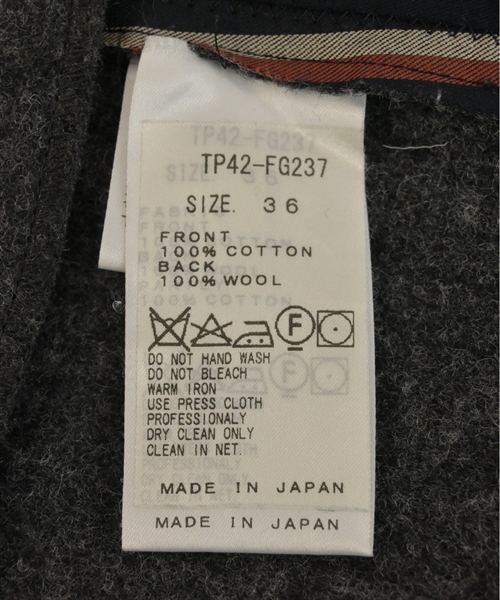 TP42-FG237
SIZE. 36
FRONT
100% COTTON
BACK
100% WOOL
F
DO NOT HAND WASH
DO NOT BLEACH
WARM IRON
USE PRESS CLOTH
PROFESSIONALY
DRY CLEAN ONLY
CLEAN IN NET.
MADE IN JAPAN
MADE IN JAPAN